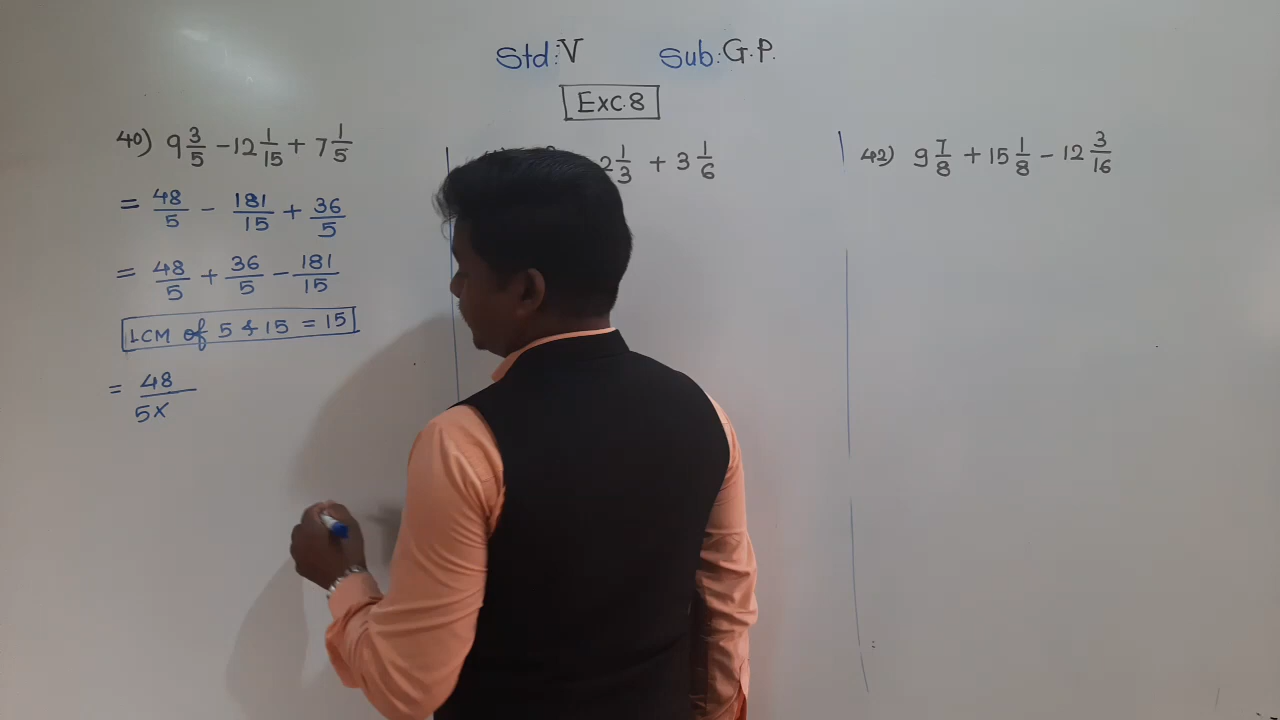 Std: V Sub: G.P.
Exc.8
40) 9 3/5 - 12 1/15 + 7 1/5
= 48/5 - 181/15 + 36/5
= 48/5 + 36/5 - 181/15
LCM of 5 & 15 = 15
= 48/5×
2 1/3 + 3 1/6
42) 9 7/8 + 15 1/8 - 12 3/16